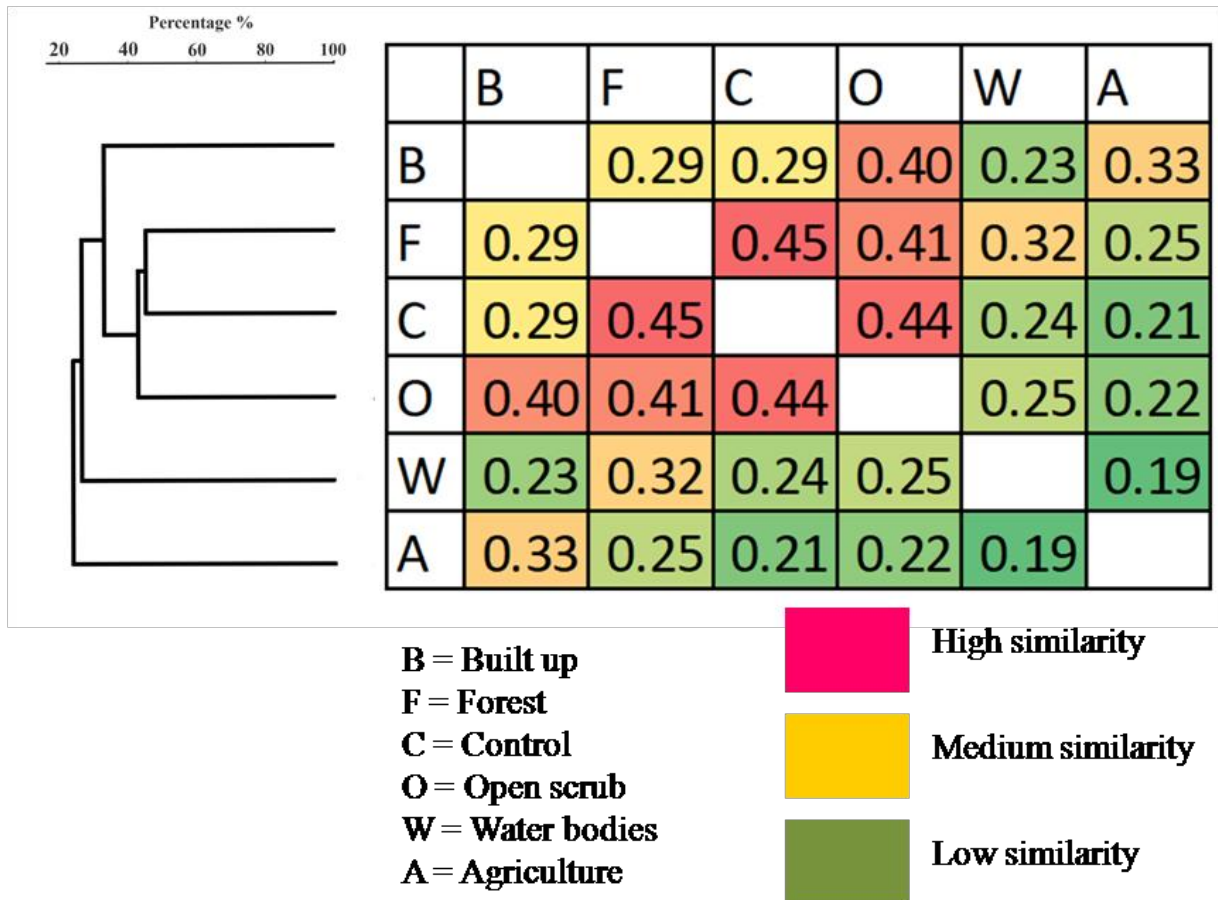 Percentage %
20 40 60 80 100
B F C O W A
B 0.29 0.29 0.40 0.23 0.33
F 0.29 0.45 0.41 0.32 0.25
C 0.29 0.45 0.44 0.24 0.21
O 0.40 0.41 0.44 0.25 0.22
W 0.23 0.32 0.24 0.25 0.19
A 0.33 0.25 0.21 0.22 0.19
B = Built up
F = Forest
C = Control
O = Open scrub
W = Water bodies
A = Agriculture
High similarity
Medium similarity
Low similarity